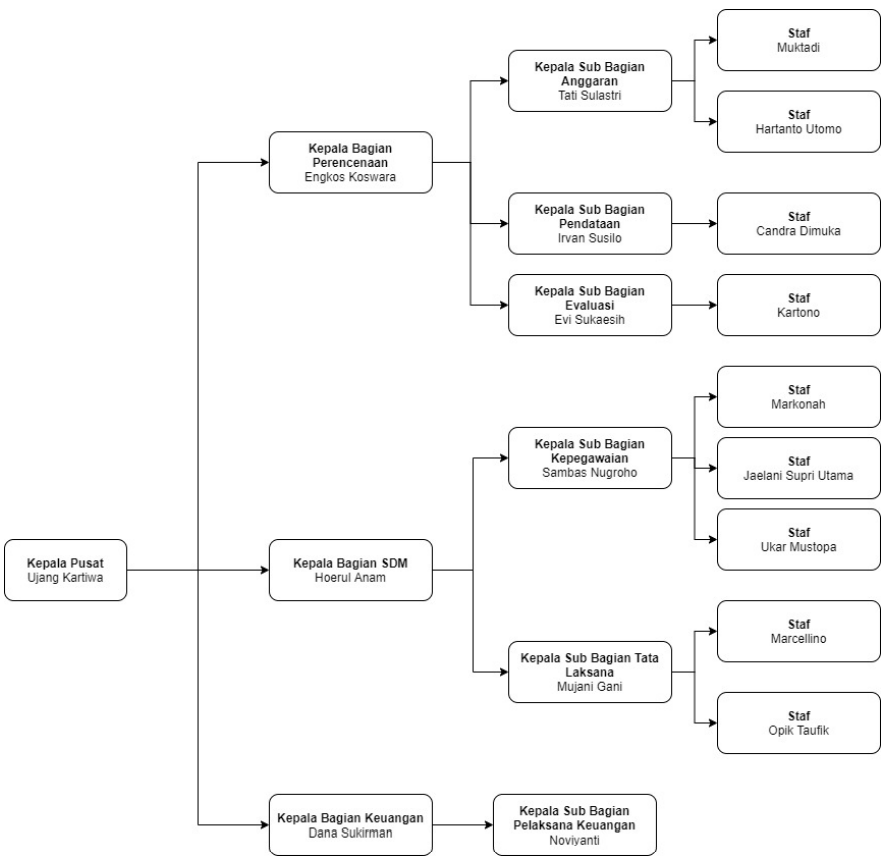 Staf
Muktadi
Kepala Sub Bagian
Anggaran
Tati Sulastri
Staf
Hartanto Utomo
Kepala Bagian
Perencenaan
Engkos Koswara
Kepala Sub Bagian
Pendataan
Irvan Susilo
Staf
Candra Dimuka
Kepala Sub Bagian
Evaluasi
Evi Sukaesih
Staf
Kartono
Staf
Markonah
Kepala Sub Bagian
Kepegawaian
Sambas Nugroho
Staf
Jaelani Supri Utama
Staf
Ukar Mustopa
Kepala Pusat
Ujang Kartiwa
Kepala Bagian SDM
Hoerul Anam
Staf
Marcellino
Kepala Sub Bagian Tata
Laksana
Mujani Gani
Staf
Opik Taufik
Kepala Bagian Keuangan
Dana Sukirman
Kepala Sub Bagian
Pelaksana Keuangan
Noviyanti